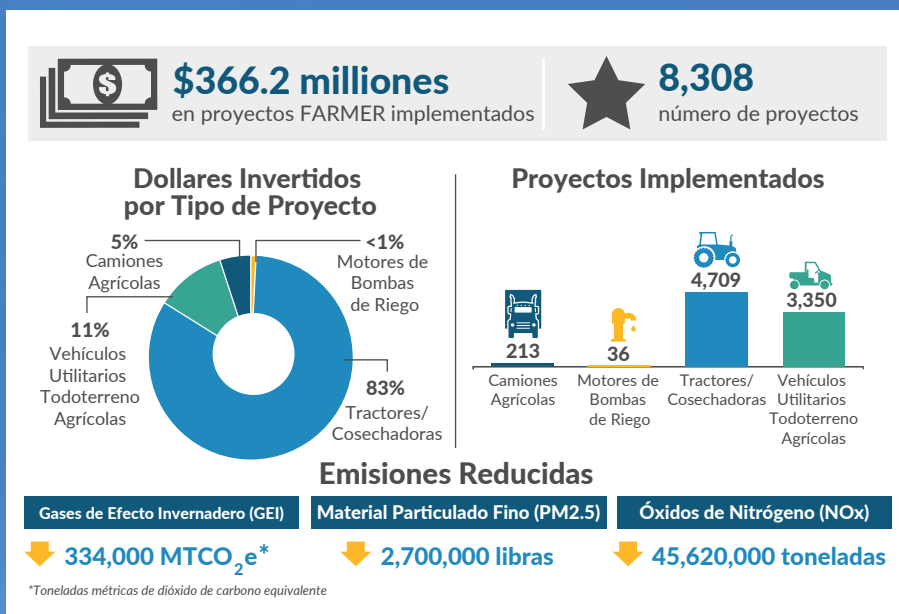 $366.2 milliones
en proyectos FARMER implementados
8,308
número de proyectos
Dollares Invertidos
por Tipo de Proyecto
5%
Camiones
Agrícolas
<1%
Motores de
Bombas
de Riego
11%
Vehículos
Utilitarios
Todoterreno
Agrícolas
83%
Tractores/
Cosechadoras
Proyectos Implementados
213
36
4,709
3,350
Camiones
Agrícolas
Motores de
Bombas
de Riego
Tractores/
Cosechadoras
Vehículos
Utilitarios
Todoterreno
Agrícolas
Emisiones Reducidas
Gases de Efecto Invernadero (GEI)
334,000 MTCO2e*
Material Particulado Fino (PM2.5)
2,700,000 libras
Óxidos de Nitrógeno (NOx)
45,620,000 toneladas
*Toneladas métricas de dióxido de carbono equivalente